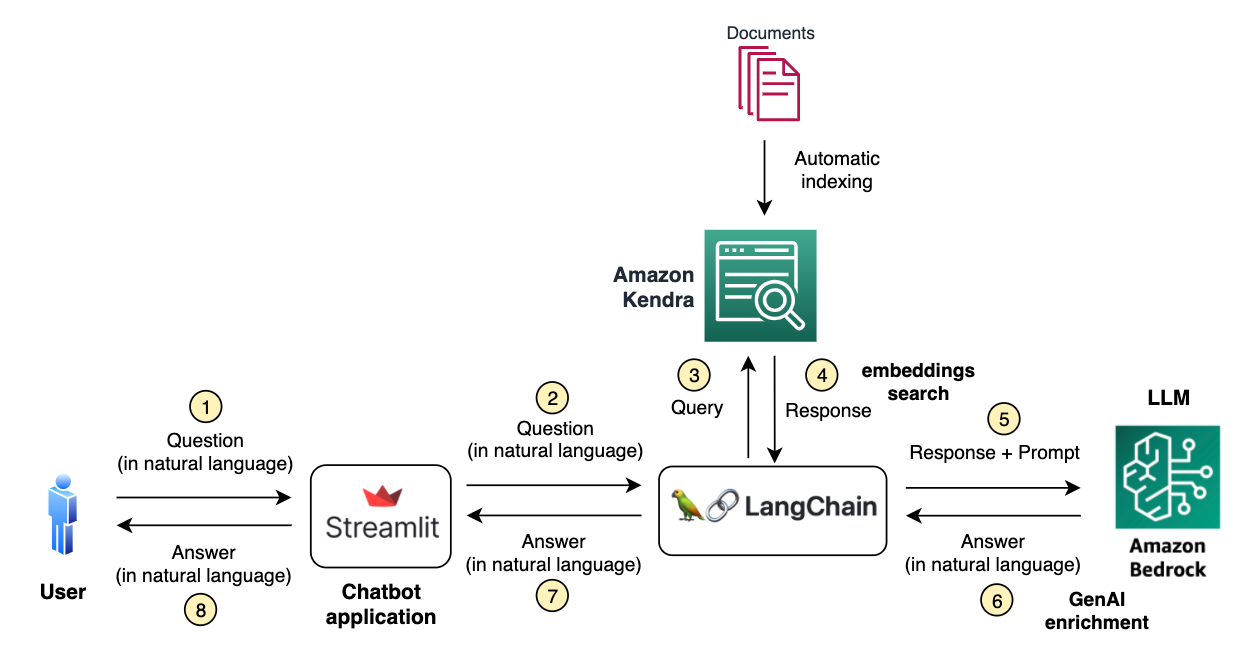 Documents
Automatic
indexing
Amazon
Kendra
3
4
embeddings
search
Query
Response
1
Question
(in natural language)
2
Question
(in natural language)
5
Response + Prompt
LLM
Streamlit
LangChain
Answer
(in natural language)
8
User
Chatbot
application
Answer
(in natural language)
7
Answer
(in natural language)
6
Amazon
Bedrock
GenAI
enrichment